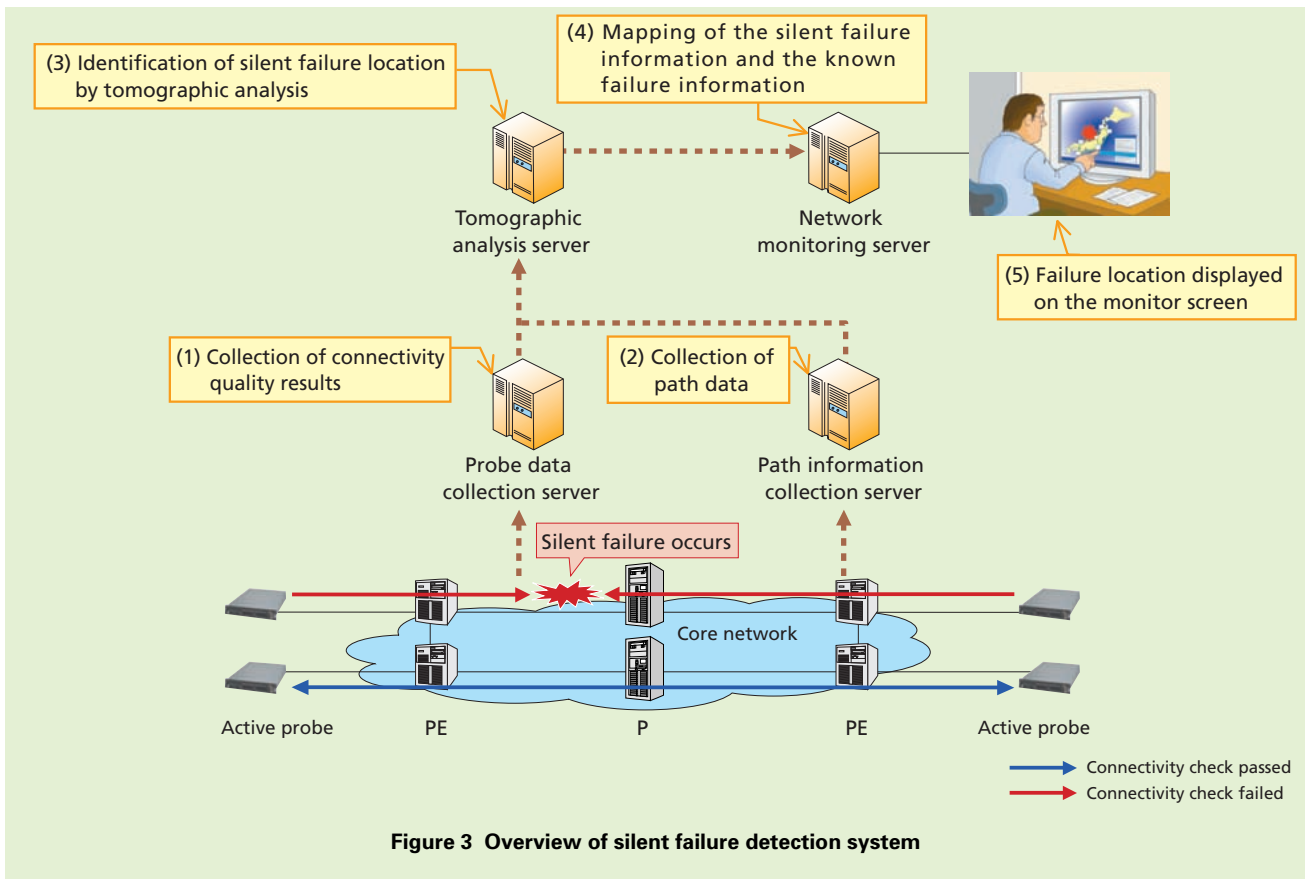 (3) Identification of silent failure location
by tomographic analysis
(4) Mapping of the silent failure
information and the known
failure information
Tomographic
analysis server
Network
monitoring server
(5) Failure location displayed
on the monitor screen
(1) Collection of connectivity
quality results
(2) Collection of
path data
Probe data
collection server
Path information
collection server
Silent failure occurs
Core network
Active probe
PE
P
PE
Active probe
Connectivity check passed
Connectivity check failed
Figure 3 Overview of silent failure detection system